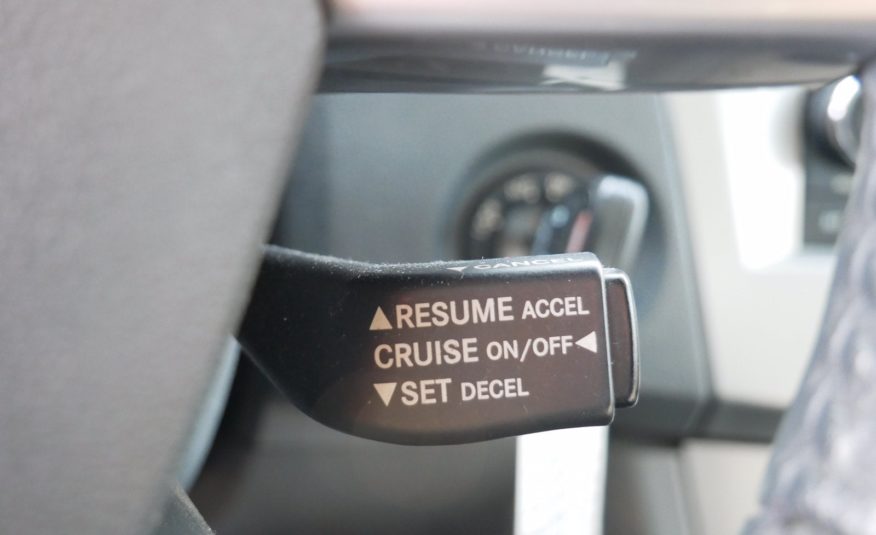 ▼CANCEL
▲RESUME ACCEL
CRUISE ON/OFF◀
▼SET DECEL